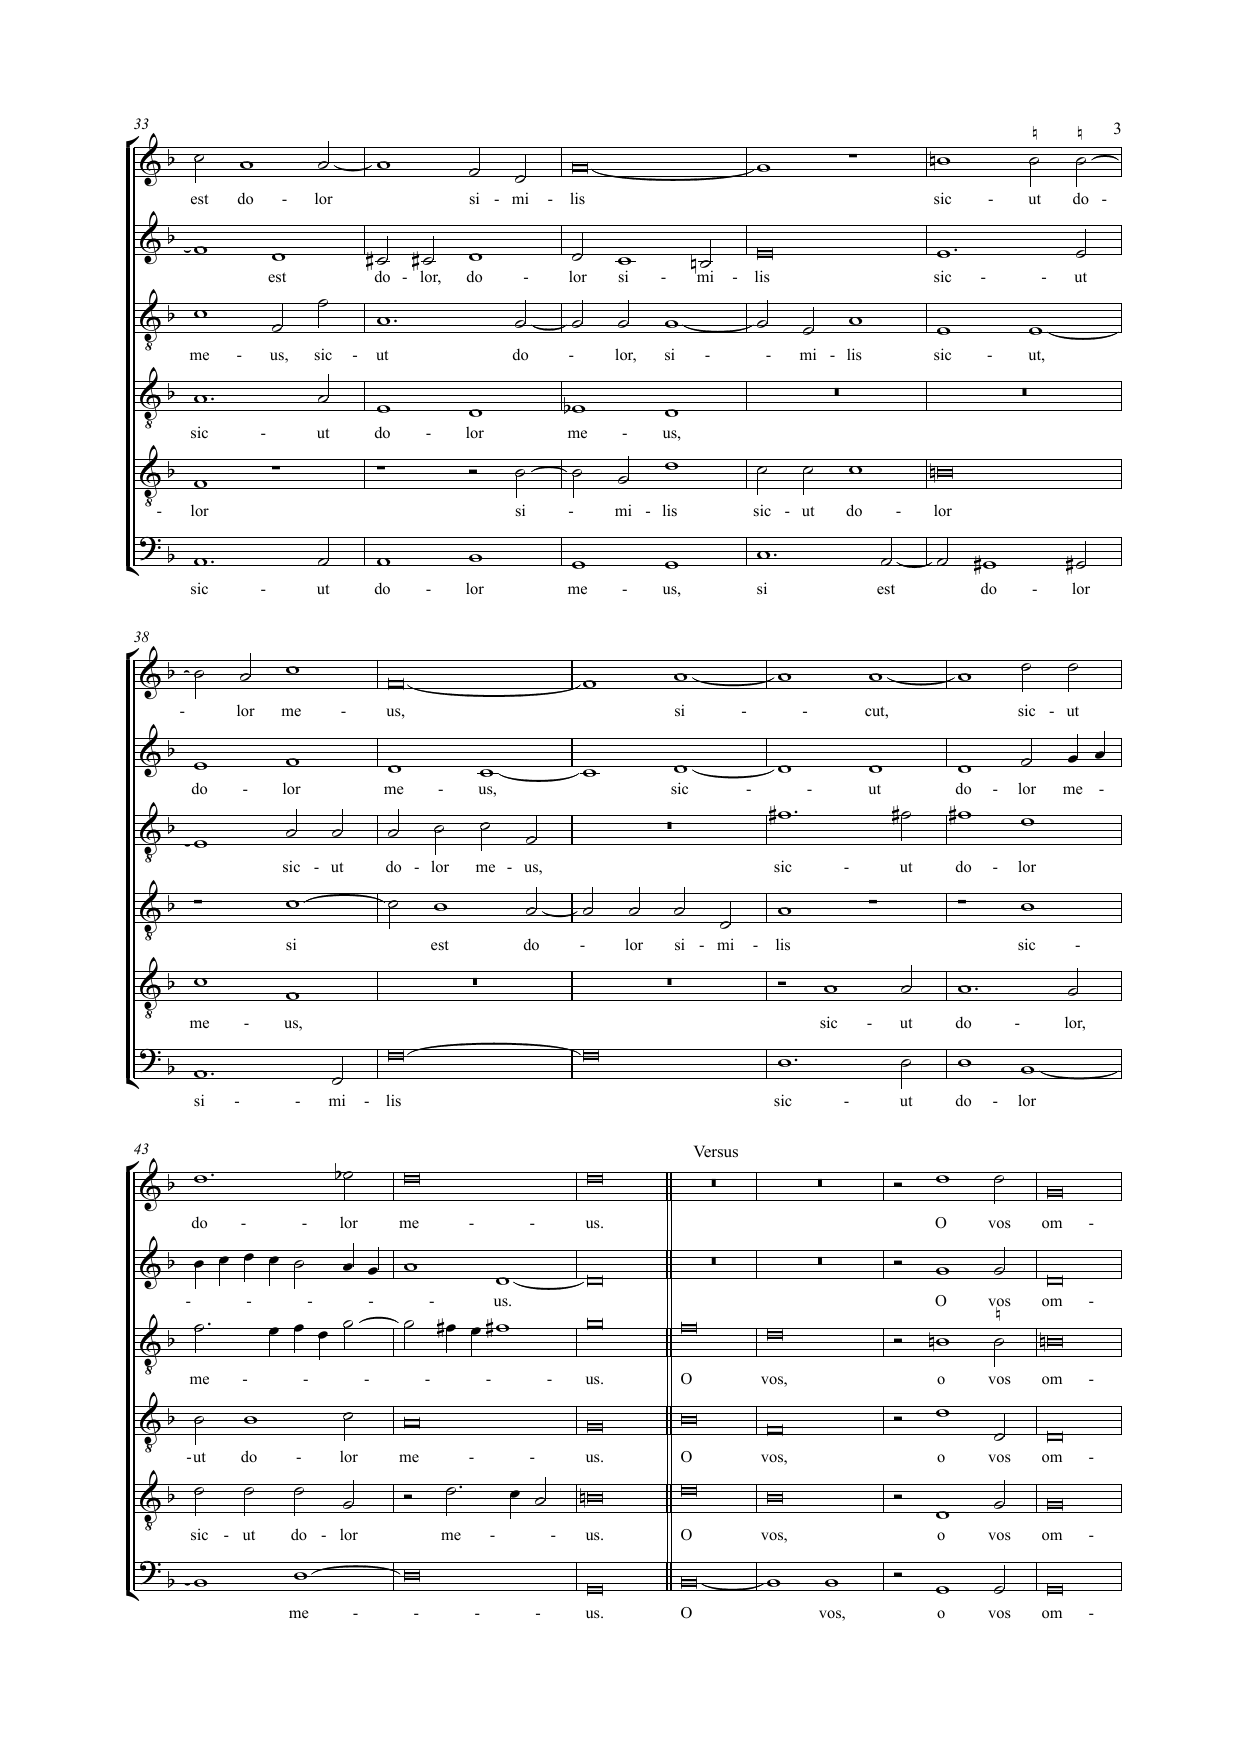 33
3
est do - lor si - mi - lis sic - ut do -
est do - lor, do - lor si - mi - lis sic - - ut
me - us, sic - ut do - lor, si - - mi - lis sic - ut,
sic - ut do - lor me - us,
- lor si - mi - lis sic - ut do - lor
sic - ut do - lor me - us, si est do - lor
38
- lor me - us, si - - cut, sic - ut
do - lor me - us, sic - - ut do - lor me -
sic - ut do - lor me - us, sic - ut do - lor
si est do - lor si - mi - lis sic -
me - us, sic - ut do - lor,
si - - mi - lis sic - ut do - lor
43
Versus
do - - lor me - - us. O vos om -
- - - - - us. O vos om -
me - - - - - - us. O vos, o vos om -
-ut do - lor me - - us. O vos, o vos om -
sic - ut do - lor me - - us. O vos, o vos om -
me - - - - us. O vos, o vos om -